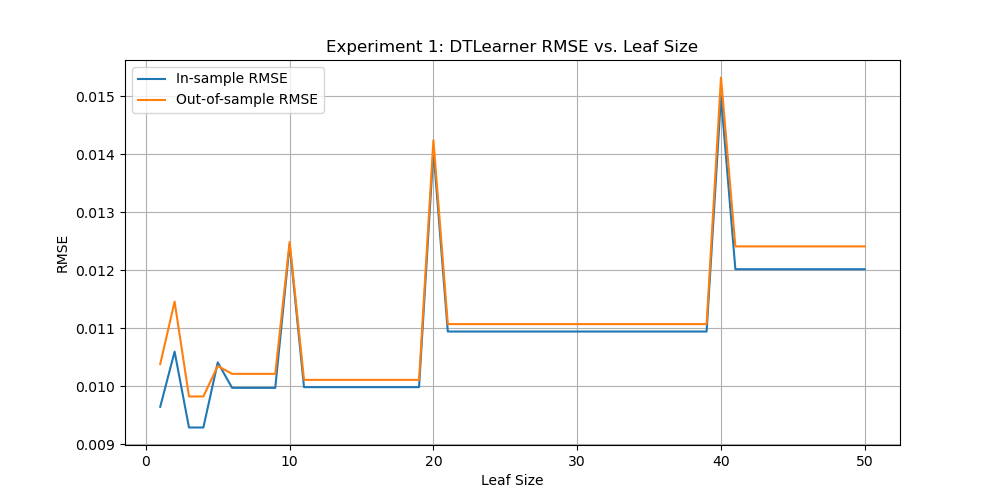 Experiment 1: DTLearner RMSE vs. Leaf Size
In-sample RMSE
Out-of-sample RMSE
0.015
0.014
0.013
0.012
0.011
0.010
0.009
RMSE
0 10 20 30 40 50
Leaf Size